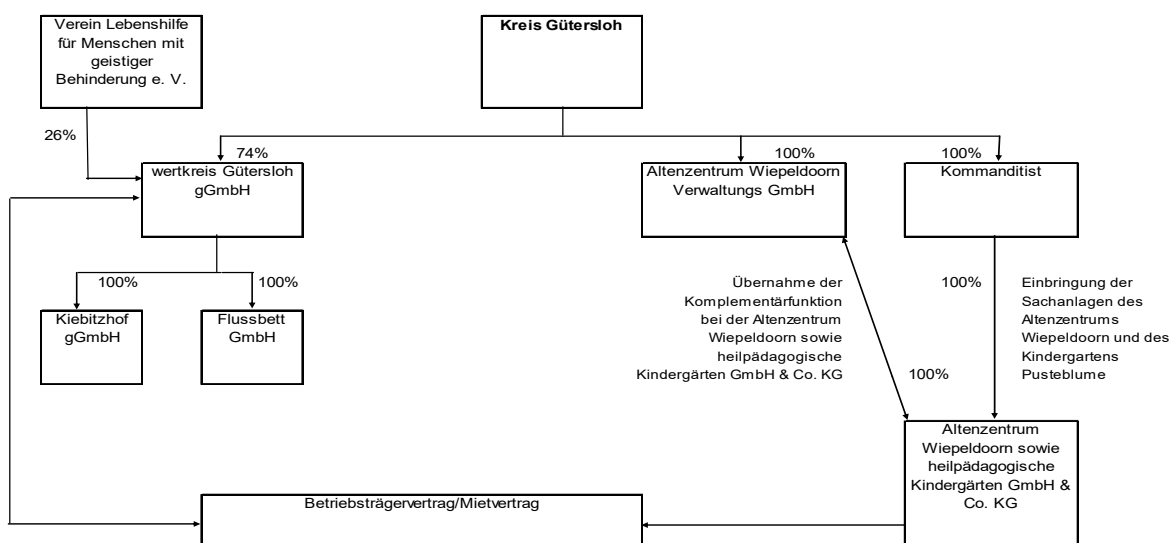 Verein Lebenshilfe
für Menschen mit
geistiger
Behinderung e. V.
Kreis Gütersloh
26%
74%
100%
100%
wertkreis Gütersloh
gGmbH
Altenzentrum Wiepeldoorn
Verwaltungs GmbH
Kommanditist
100%
100%
Kiebitzhof
gGmbH
Flussbett
GmbH
Übernahme der
Komplementärfunktion
bei der Altenzentrum
Wiepeldoorn sowie
heilpädagogische
Kindergärten GmbH & Co. KG
100%
100%
Einbringung der
Sachanlagen des
Altenzentrums
Wiepeldoorn und des
Kindergartens
Pusteblume
Altenzentrum
Wiepeldoorn sowie
heilpädagogische
Kindergärten GmbH &
Co. KG
Betriebsträgervertrag/Mietvertrag